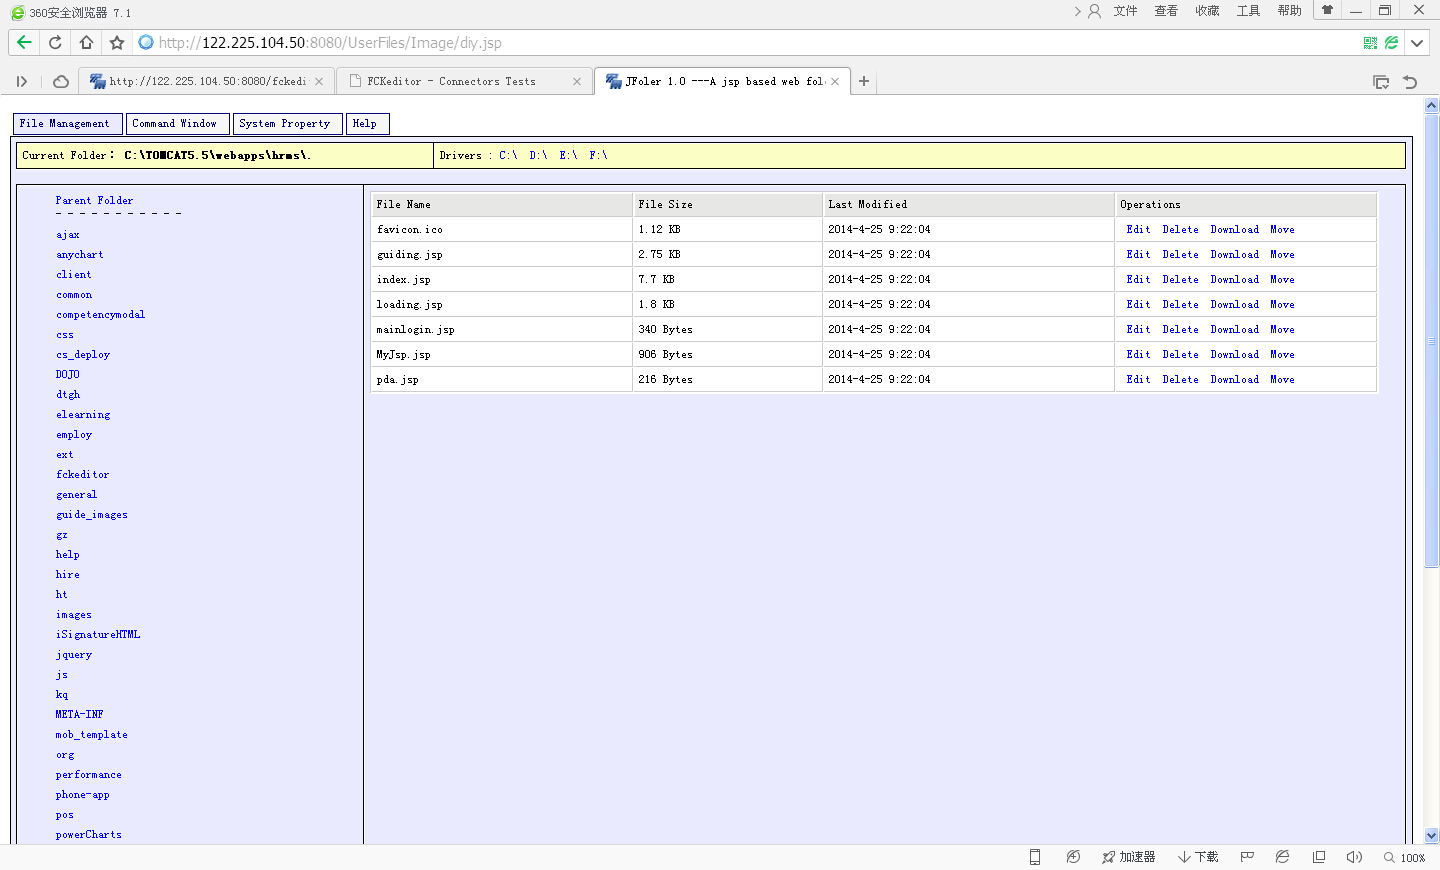 360安全浏览器 7.1
文件 查看 收藏 工具 帮助
http://122.225.104.50:8080/UserFiles/Image/diy.jsp
http://122.225.104.50:8080/fckedi
FCKeditor - Connectors Tests
JFoler 1.0 ---A jsp based web fol
File Management Command Window System Property Help
Current Folder: C:\TOMCAT5.5\webapps\hrms\. Drivers : C:\ D:\ E:\ F:\
Parent Folder
- - - - - - - - - - -
ajax
anychart
client
common
competencymodal
css
cs_deploy
DOJO
dtgh
elearning
employ
ext
fckeditor
general
guide_images
gz
help
hire
ht
images
iSignatureHTML
jquery
js
kq
META-INF
mob_template
org
performance
phone-app
pos
powerCharts
File Name File Size Last Modified Operations
favicon.ico 1.12 KB 2014-4-25 9:22:04 Edit Delete Download Move
guiding.jsp 2.75 KB 2014-4-25 9:22:04 Edit Delete Download Move
index.jsp 7.7 KB 2014-4-25 9:22:04 Edit Delete Download Move
loading.jsp 1.8 KB 2014-4-25 9:22:04 Edit Delete Download Move
mainlogin.jsp 340 Bytes 2014-4-25 9:22:04 Edit Delete Download Move
MyJsp.jsp 906 Bytes 2014-4-25 9:22:04 Edit Delete Download Move
pda.jsp 216 Bytes 2014-4-25 9:22:04 Edit Delete Download Move
加速器 下载 100%